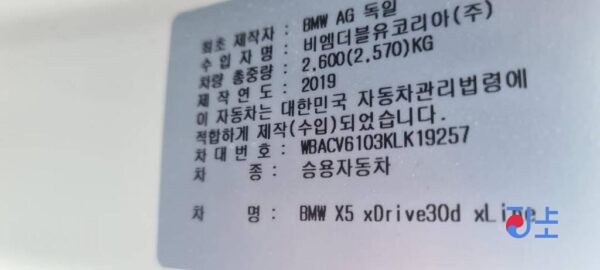 최초 제작자 : BMW AG 독일
수 입 자 명 : 비엠더블유코리아(주)
차량 총중량 : 2,600(2,570)KG
제 작 연 도 : 2019
이 자동차는 대한민국 자동차관리법령에
적합하게 제작(수입)되었습니다.
차 대 번 호 : WBACV6103KLK19257
차 종 : 승용자동차
차 명 : BMW X5 xDrive30d xLine